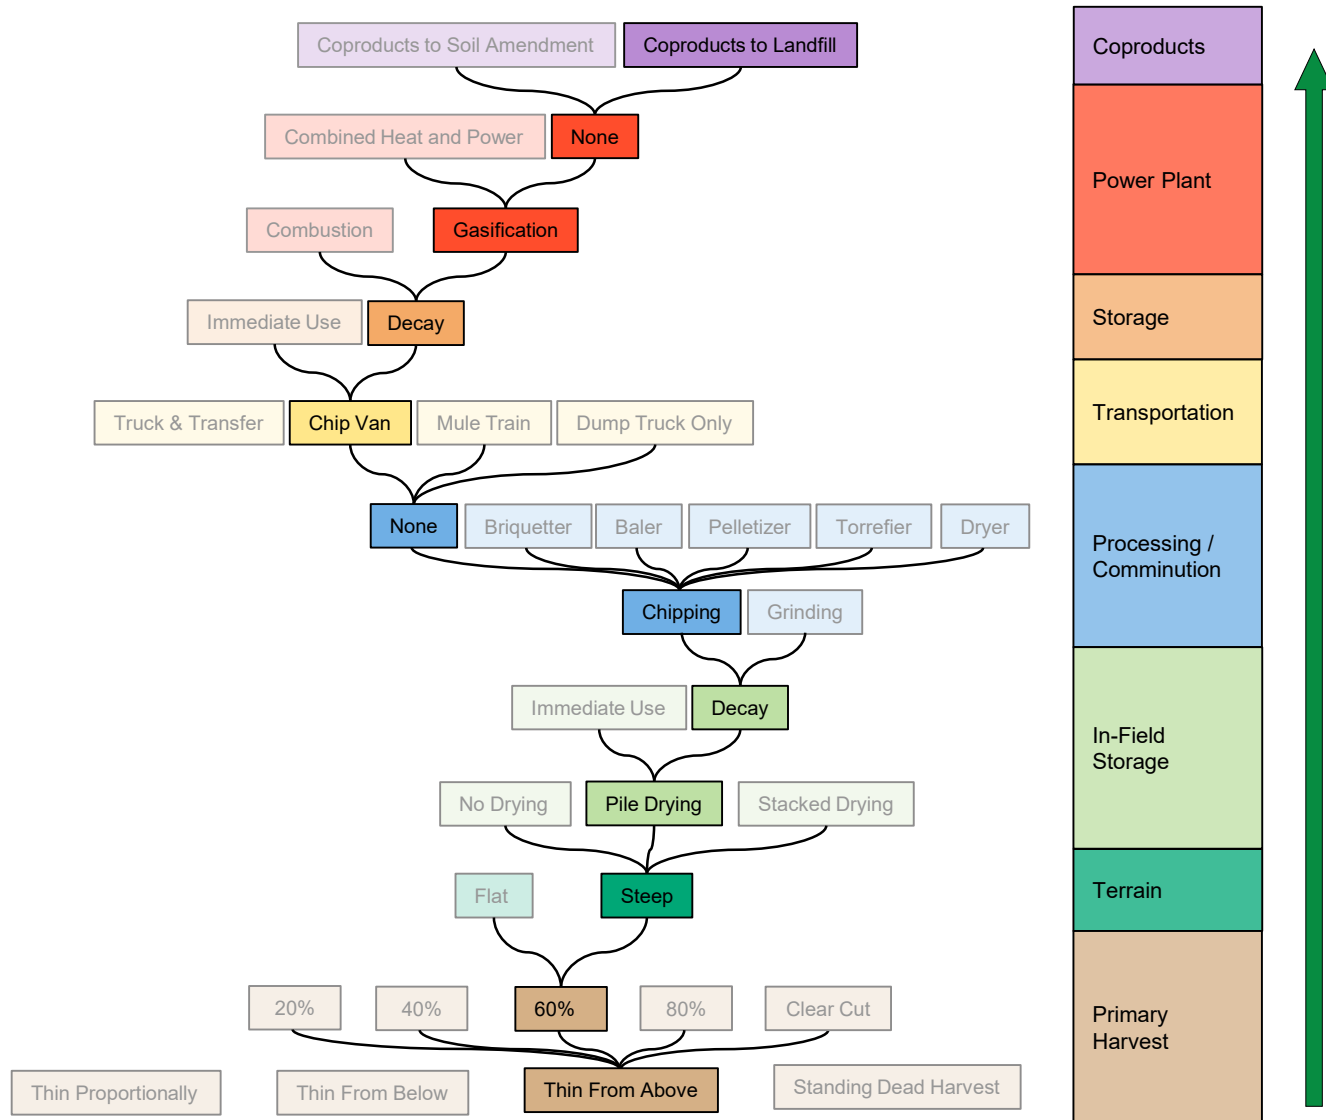 Coproducts to Soil Amendment
Coproducts to Landfill
Coproducts
Combined Heat and Power
None
Power Plant
Combustion
Gasification
Immediate Use
Decay
Storage
Truck & Transfer
Chip Van
Mule Train
Dump Truck Only
Transportation
None
Briquetter
Baler
Pelletizer
Torrefier
Dryer
Processing /
Comminution
Chipping
Grinding
Immediate Use
Decay
In-Field
Storage
No Drying
Pile Drying
Stacked Drying
Flat
Steep
Terrain
20%
40%
60%
80%
Clear Cut
Primary
Harvest
Thin Proportionally
Thin From Below
Thin From Above
Standing Dead Harvest